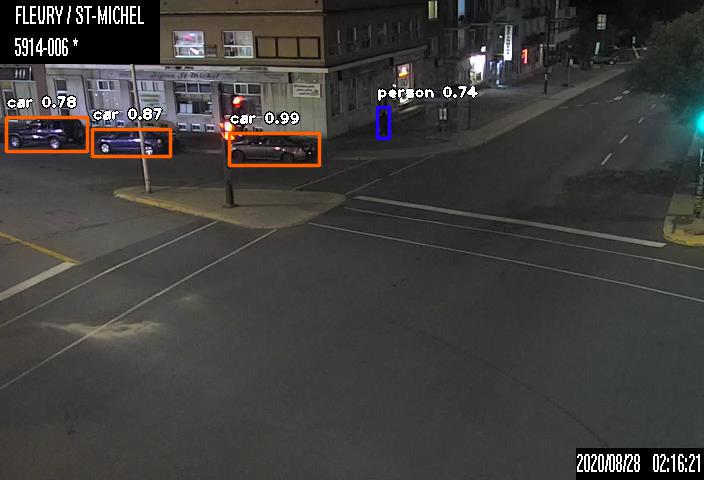 FLEURY / ST-MICHEL
5914-006 *
person 0.74
car 0.78
car 0.87
car 0.99
2020/08/28 02:16:21